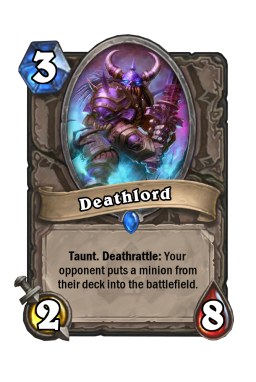 3
Deathlord
Taunt. Deathrattle: Your
opponent puts a minion from
their deck into the battlefield.
2
8